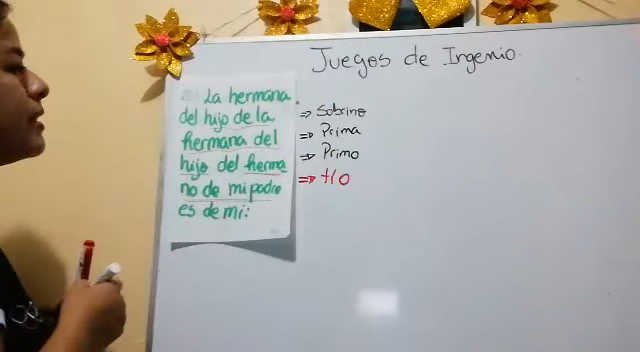 Juegos de Ingenio.
La hermana
del hijo de la
hermana del
hijo del herma
no de mi padre
es de mi:
⇒ Sobrino
⇒ Prima
⇒ Primo
⇒ tío